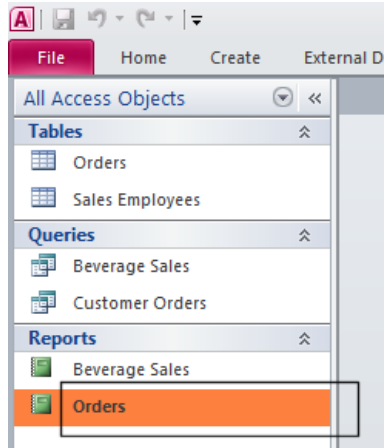 A
File Home Create External D
All Access Objects «
Tables
Orders
Sales Employees
Queries
Beverage Sales
Customer Orders
Reports
Beverage Sales
Orders